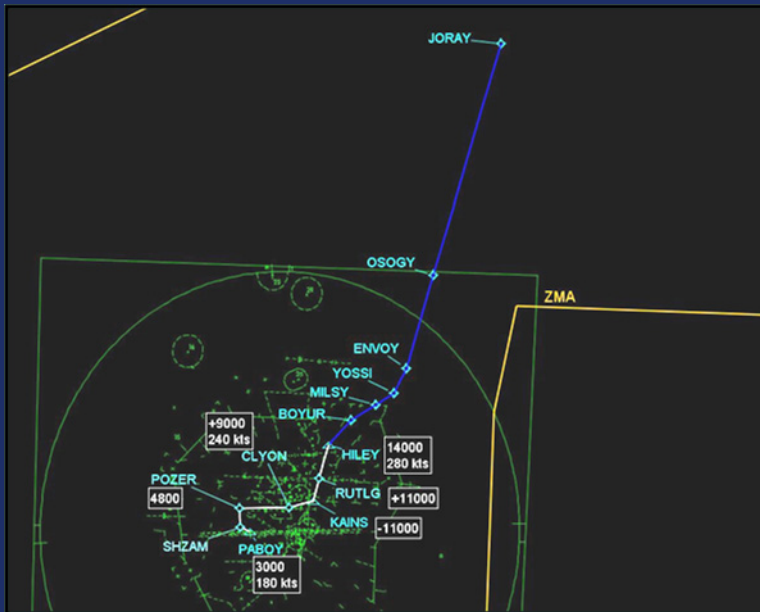 JORAY
OSOGY
ZMA
ENVOY
YOSSI
MILSY
BOYUR
+9000
240 kts
HILEY
14000
280 kts
CLYON
POZER
4800
RUTLG
+11000
KAINS
-11000
SHZAM
PABOY
3000
180 kts